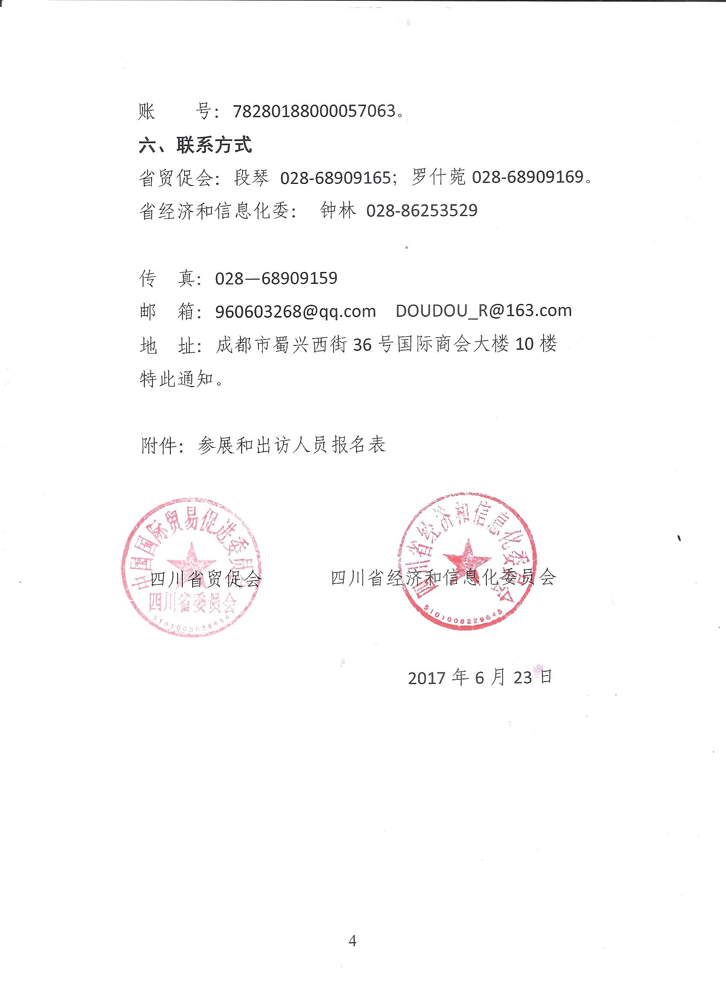 账 号：78280188000057063。
六、联系方式
省贸促会：段琴 028-68909165；罗什菀 028-68909169。
省经济和信息化委： 钟林 028-86253529
传 真：028—68909159
邮 箱：960603268@qq.com DOUDOU_R@163.com
地 址：成都市蜀兴西街 36 号国际商会大楼 10 楼
特此通知。
附件：参展和出访人员报名表
中国国际贸易促进委员会
四川省委员会
四川省贸促会
四川省经济和信息化委员会
5101008229645
四川省经济和信息化委员会
2017 年 6 月 23 日
4